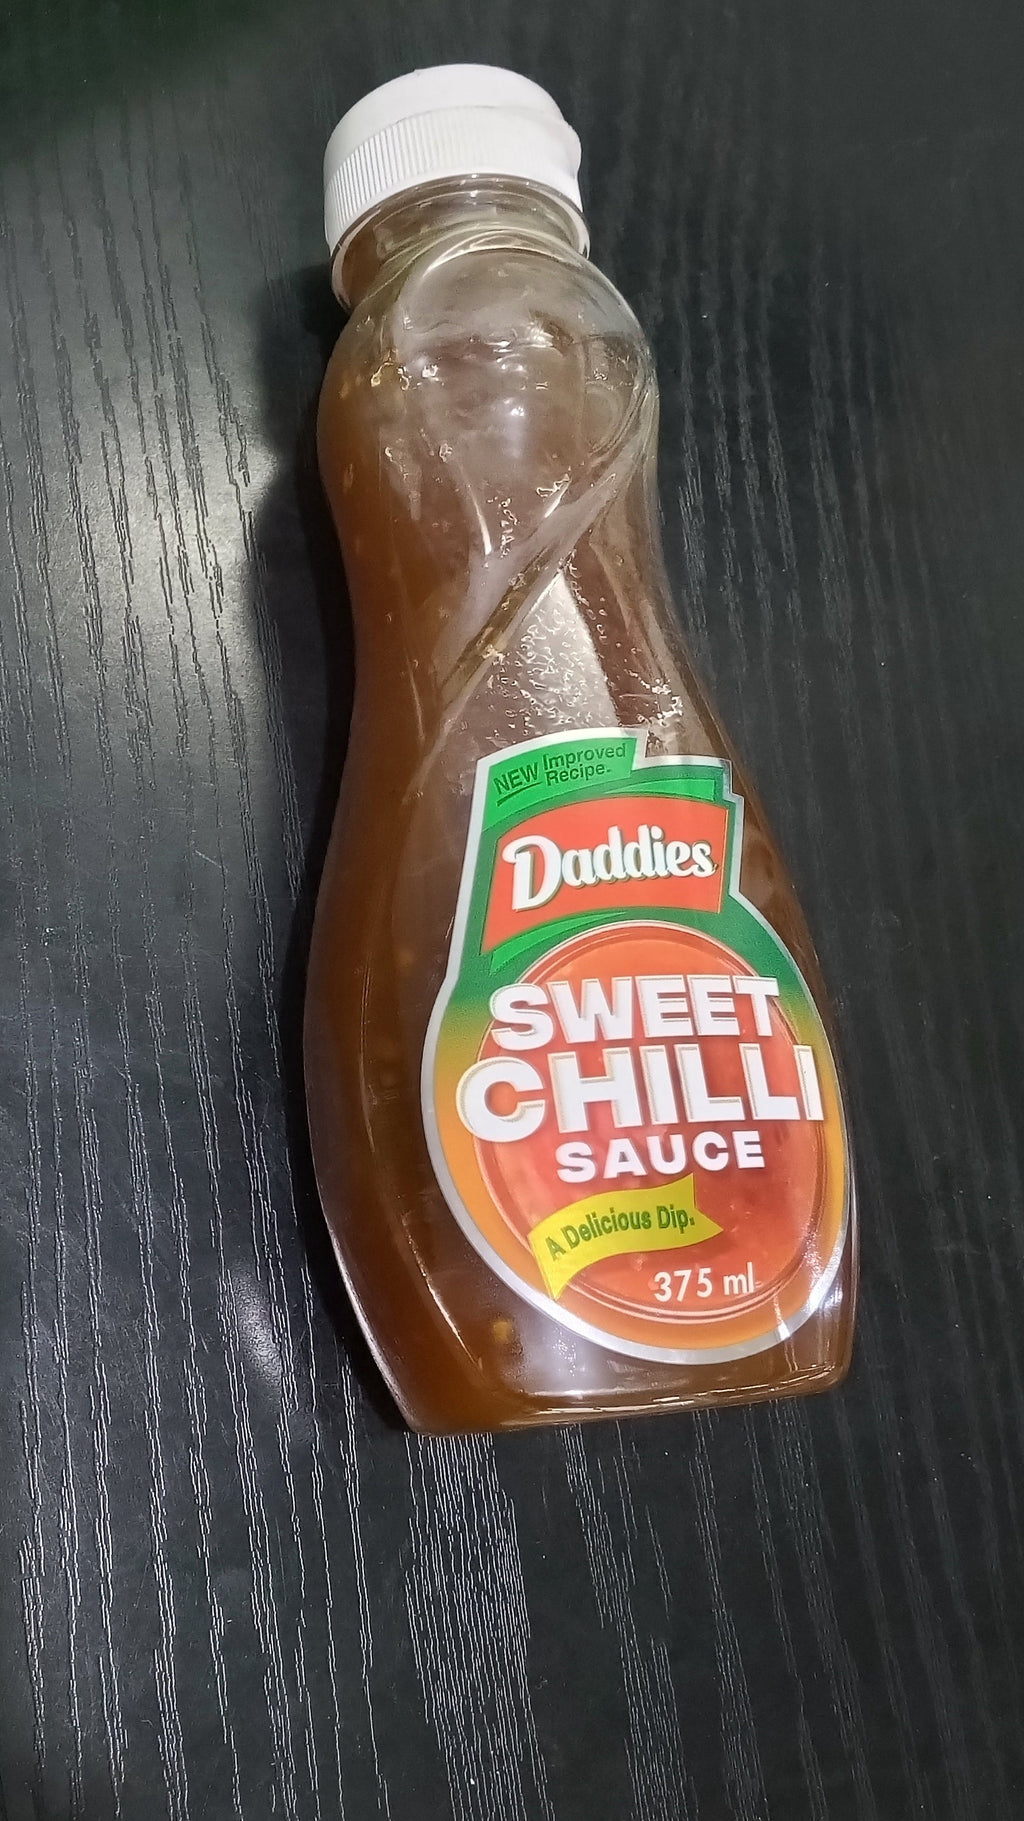 NEW Improved
Recipe.
Daddies
SWEET
CHILLI
SAUCE
A Delicious Dip.
375 ml